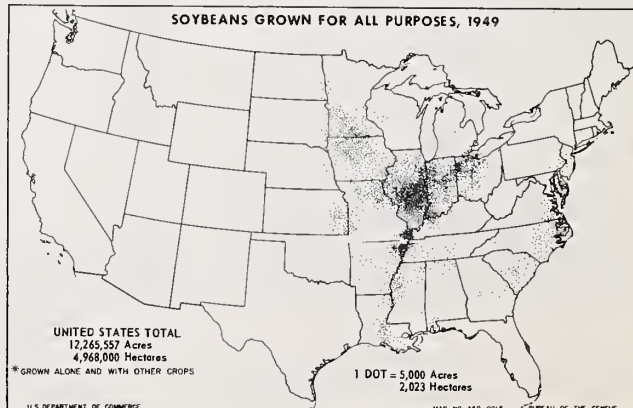 SOYBEANS GROWN FOR ALL PURPOSES, 1949
UNITED STATES TOTAL
12,265,557 Acres
4,968,000 Hectares
*GROWN ALONE AND WITH OTHER CROPS
1 DOT = 5,000 Acres
2,023 Hectares
U.S. DEPARTMENT OF COMMERCE
MAP NO. BUREAU OF THE CENSUS